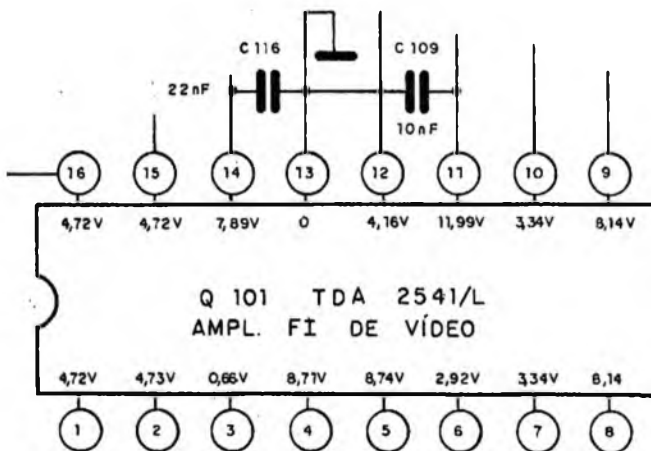 C 116
C 109
22nF
10nF
16 15 14 13 12 11 10 9
4,72V 4,72V 7,89V 0 4,16V 11,99V 3,34V 8,14V
Q 101 TDA 2541/L
AMPL. FI DE VÍDEO
4,72V 4,73V 0,66V 8,71V 8,74V 2,92V 3,34V 8,14
1 2 3 4 5 6 7 8